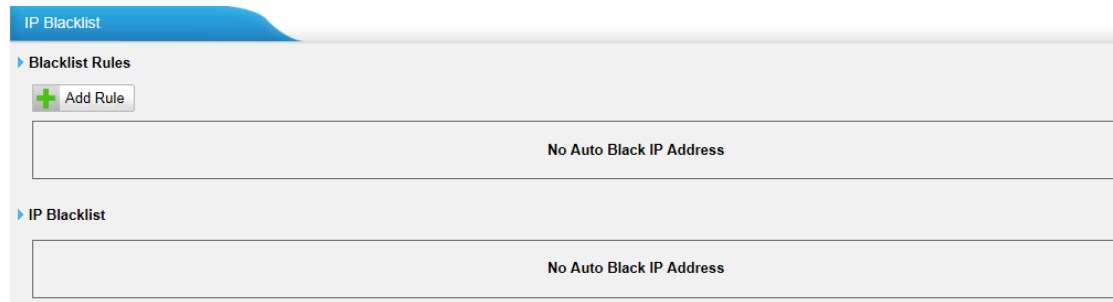 IP Blacklist
Blacklist Rules
Add Rule
No Auto Black IP Address
IP Blacklist
No Auto Black IP Address